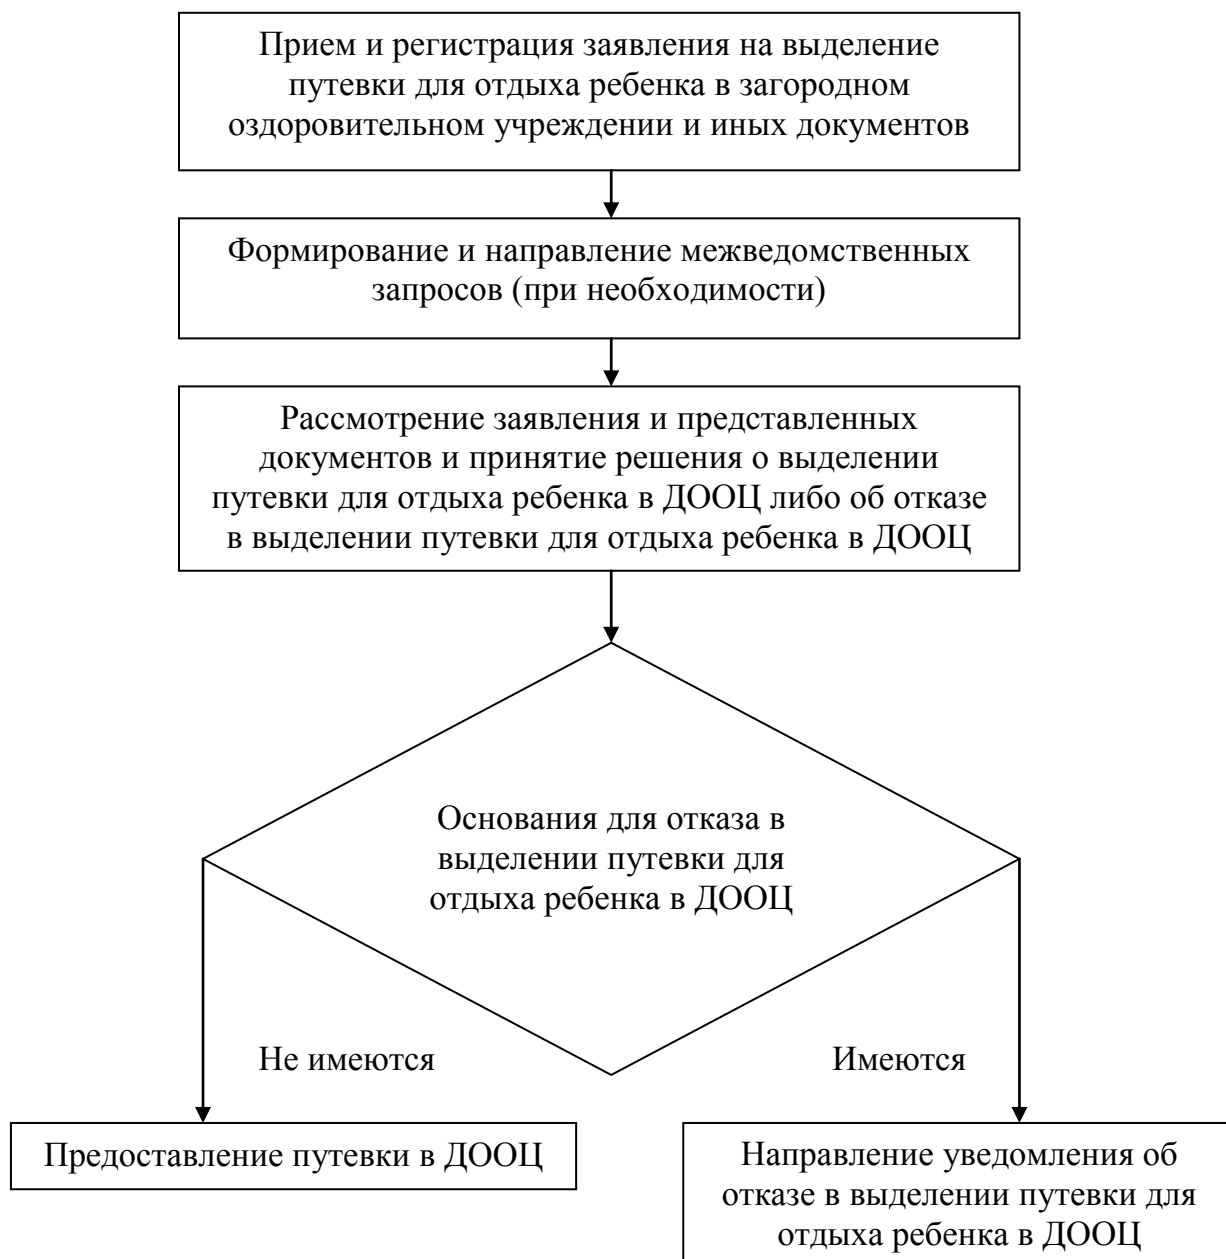 Прием и регистрация заявления на выделение
путевки для отдыха ребенка в загородном
оздоровительном учреждении и иных документов
Формирование и направление межведомственных
запросов (при необходимости)
Рассмотрение заявления и представленных
документов и принятие решения о выделении
путевки для отдыха ребенка в ДООЦ либо об отказе
в выделении путевки для отдыха ребенка в ДООЦ
Основания для отказа в
выделении путевки для
отдыха ребенка в ДООЦ
Не имеются
Имеются
Предоставление путевки в ДООЦ
Направление уведомления об
отказе в выделении путевки для
отдыха ребенка в ДООЦ